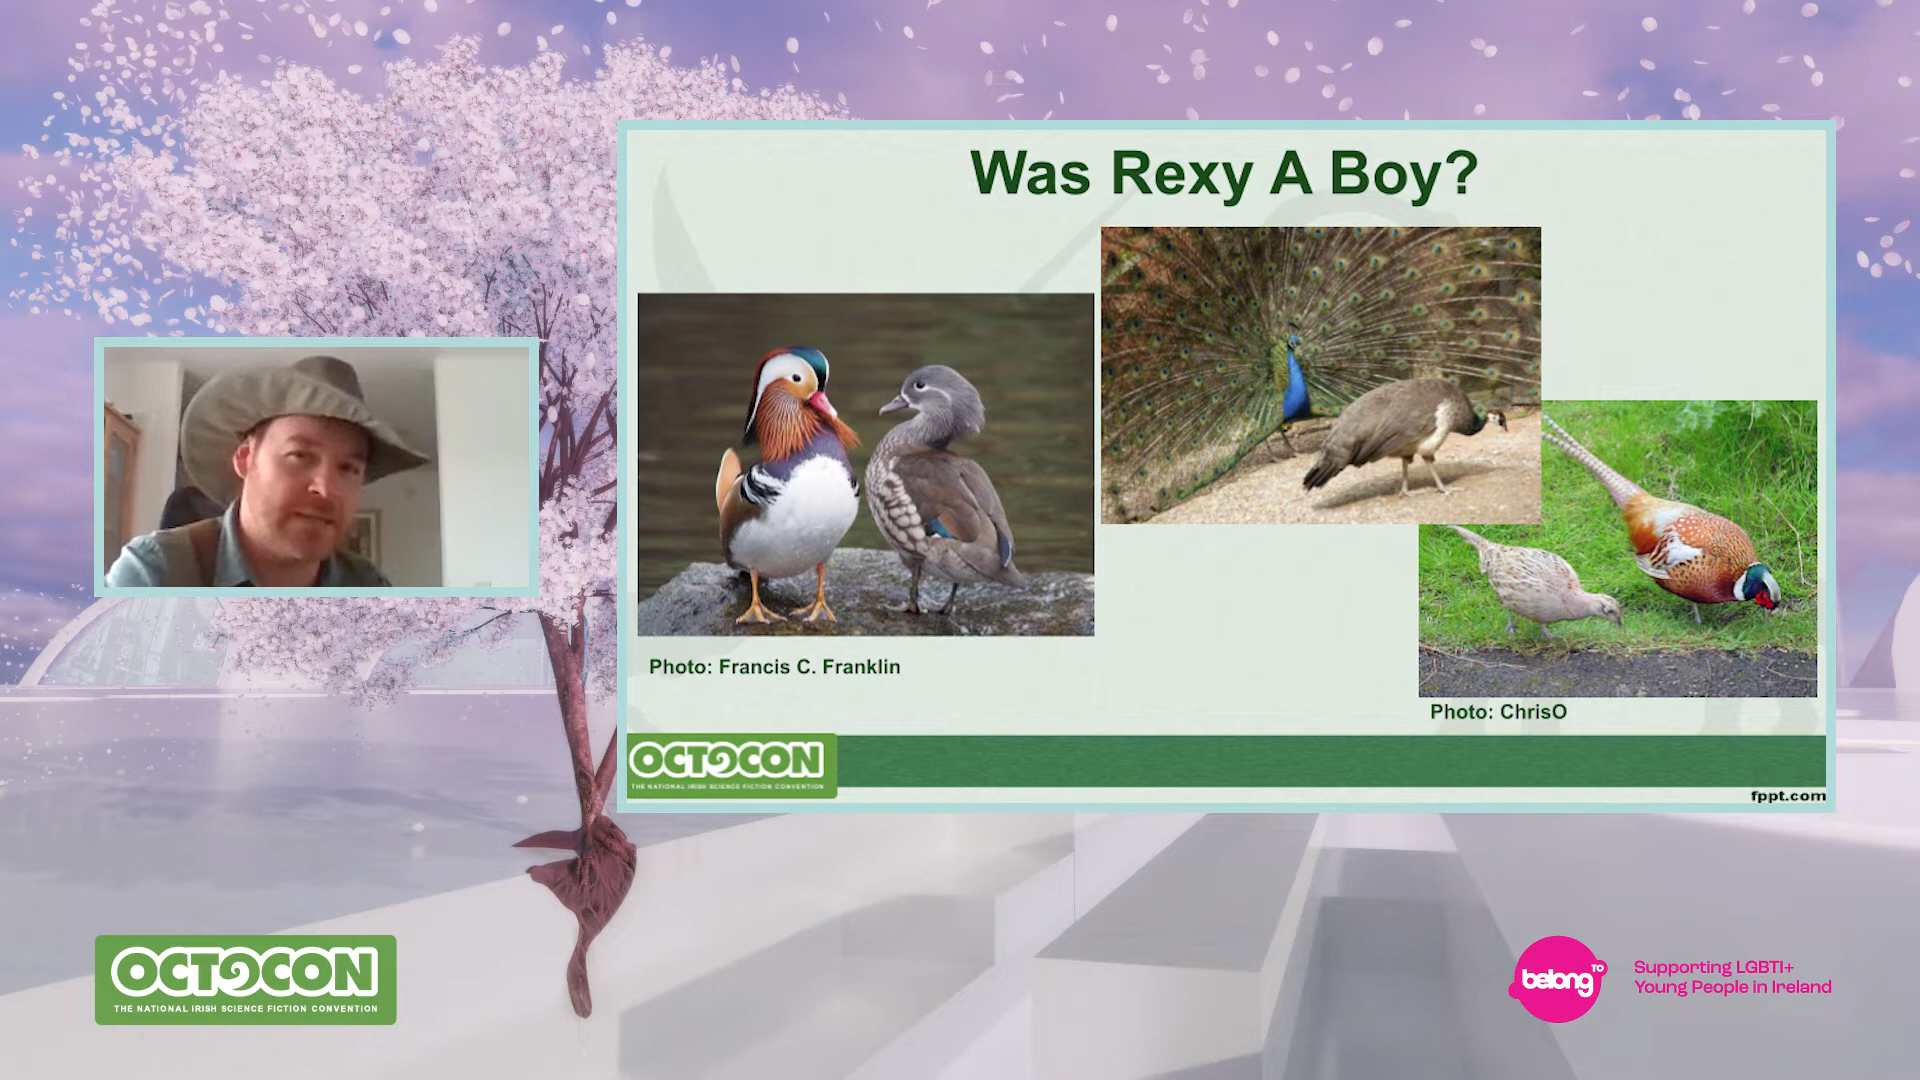 Was Rexy A Boy?
Photo: Francis C. Franklin
Photo: ChrisO
OCTOCON
THE NATIONAL IRISH SCIENCE FICTION CONVENTION
fppt.com
OCTOCON
THE NATIONAL IRISH SCIENCE FICTION CONVENTION
belong TO
Supporting LGBTI+
Young People in Ireland